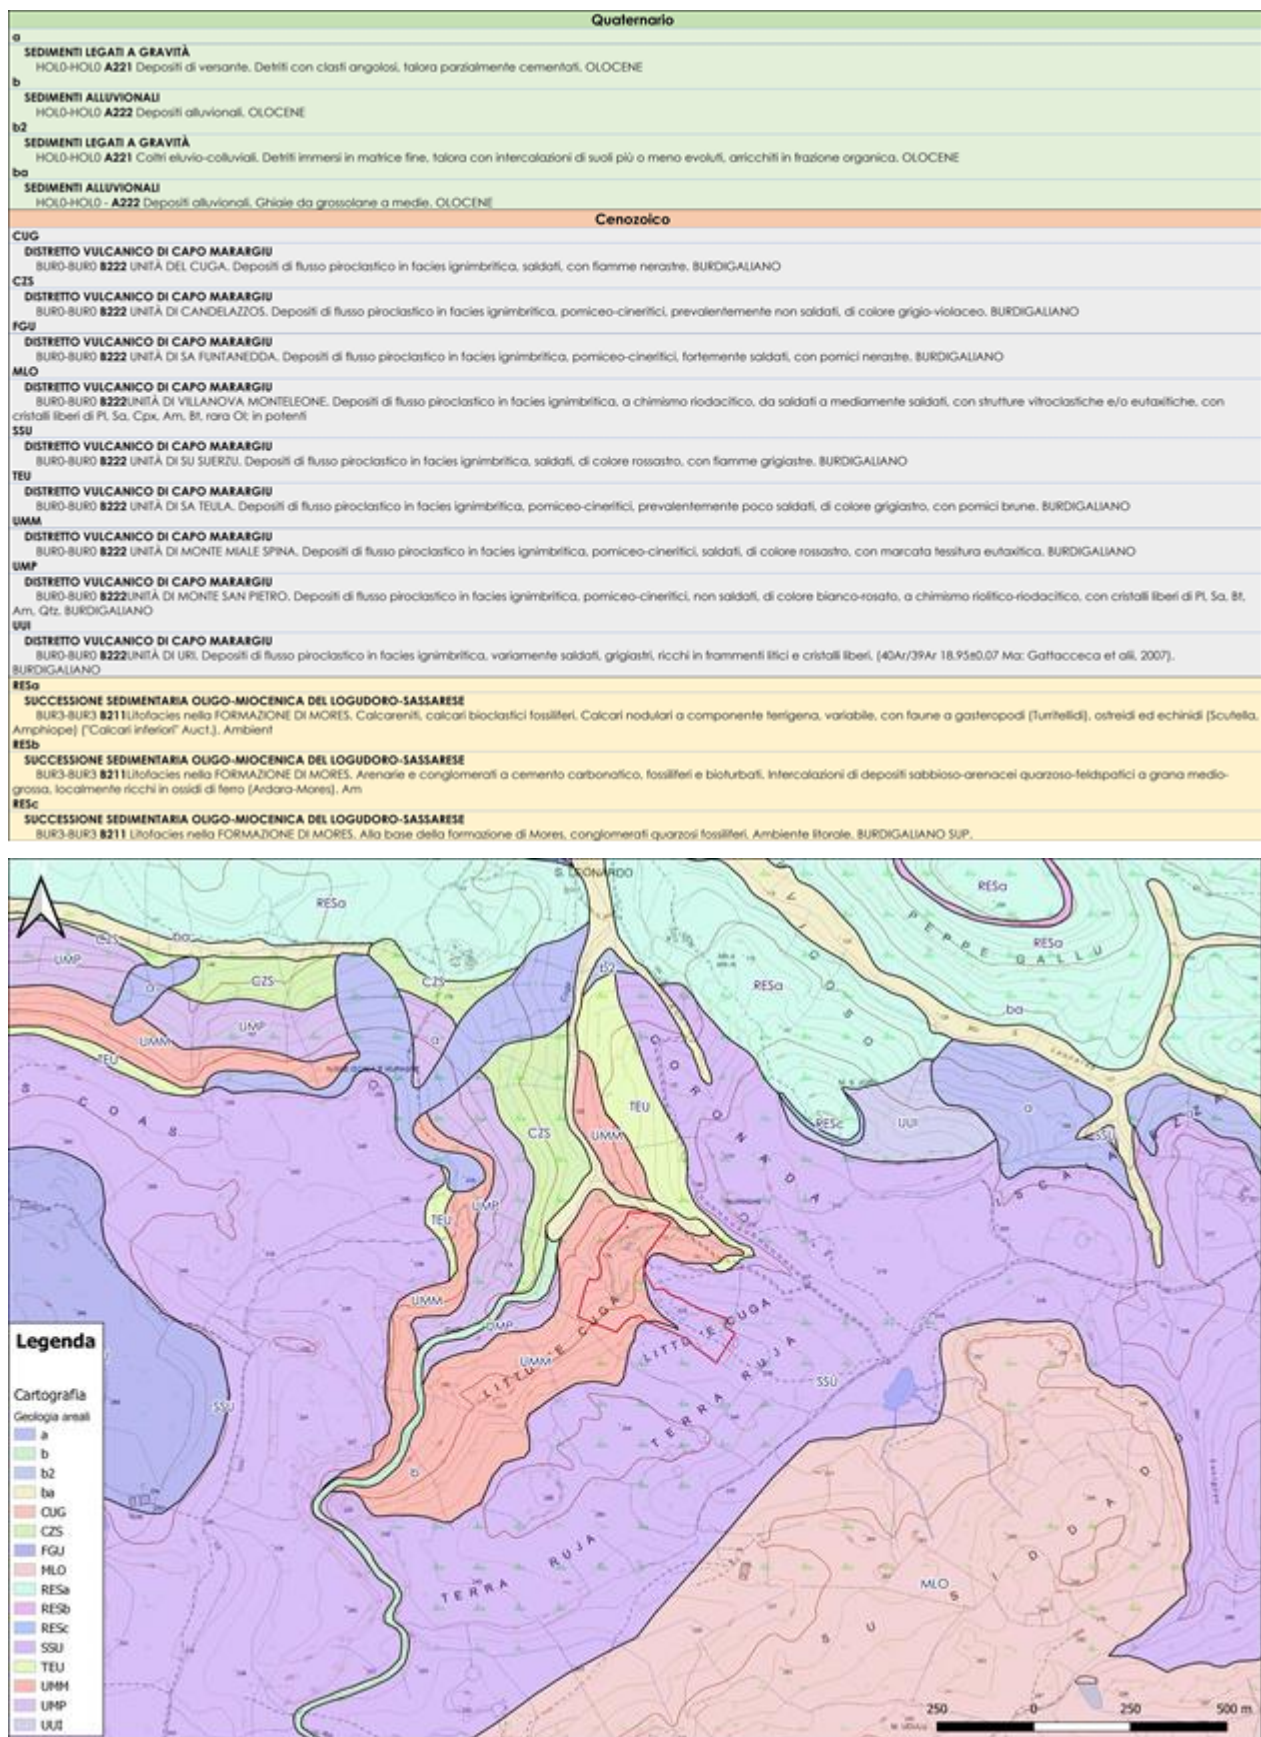 Quaternario
a
SEDIMENTI LEGATI A GRAVITÀ
HOL0-HOL0 A221 Depositi di versante. Detriti con clasti angolosi, talora parzialmente cementati. OLOCENE
b
SEDIMENTI ALLUVIONALI
HOL0-HOL0 A222 Depositi alluvionali. OLOCENE
b2
SEDIMENTI LEGATI A GRAVITÀ
HOL0-HOL0 A221 Coltri eluvio-colluviali. Detriti immersi in matrice fine, talora con intercalazioni di suoli più o meno evoluti, arricchiti in frazione organica. OLOCENE
ba
SEDIMENTI ALLUVIONALI
HOL0-HOL0 - A222 Depositi alluvionali. Ghiaie da grossolane a medie. OLOCENE
Cenozoico
CUG
DISTRETTO VULCANICO DI CAPO MARARGIU
BUR0-BUR0 B222 UNITÀ DEL CUGA. Depositi di flusso piroclastico in facies ignimbritica, saldati, con fiamme nerastre. BURDIGALIANO
CZS
DISTRETTO VULCANICO DI CAPO MARARGIU
BUR0-BUR0 B222 UNITÀ DI CANDELAZZOS. Depositi di flusso piroclastico in facies ignimbritica, pomiceo-cineritici, prevalentemente non saldati, di colore grigio-violaceo. BURDIGALIANO
FGU
DISTRETTO VULCANICO DI CAPO MARARGIU
BUR0-BUR0 B222 UNITÀ DI SA FUNTANEDDA. Depositi di flusso piroclastico in facies ignimbritica, pomiceo-cineritici, fortemente saldati, con pomici nerastre. BURDIGALIANO
MLO
DISTRETTO VULCANICO DI CAPO MARARGIU
BUR0-BUR0 B222UNITÀ DI VILLANOVA MONTELEONE. Depositi di flusso piroclastico in facies ignimbritica, a chimismo riodacitico, da saldati a mediamente saldati, con strutture vitroclastiche e/o eutaxitiche, con
cristalli liberi di Pl, Sa, Cpx, Am, Bt, rara Ol; in potenti
SSU
DISTRETTO VULCANICO DI CAPO MARARGIU
BUR0-BUR0 B222 UNITÀ DI SU SUERZU. Depositi di flusso piroclastico in facies ignimbritica, saldati, di colore rossastro, con fiamme grigiastre. BURDIGALIANO
TEU
DISTRETTO VULCANICO DI CAPO MARARGIU
BUR0-BUR0 B222 UNITÀ DI SA TEULA. Depositi di flusso piroclastico in facies ignimbritica, pomiceo-cineritici, prevalentemente poco saldati, di colore grigiastro, con pomici brune. BURDIGALIANO
UMM
DISTRETTO VULCANICO DI CAPO MARARGIU
BUR0-BUR0 B222 UNITÀ DI MONTE MIALE SPINA. Depositi di flusso piroclastico in facies ignimbritica, pomiceo-cineritici, saldati, di colore rossastro, con marcata tessitura eutaxitica. BURDIGALIANO
UMP
DISTRETTO VULCANICO DI CAPO MARARGIU
BUR0-BUR0 B222UNITÀ DI MONTE SAN PIETRO. Depositi di flusso piroclastico in facies ignimbritica, pomiceo-cineritici, non saldati, di colore bianco-rosato, a chimismo riolitico-riodacitico, con cristalli liberi di Pl, Sa, Bt,
Am, Qtz. BURDIGALIANO
UUI
DISTRETTO VULCANICO DI CAPO MARARGIU
BUR0-BUR0 B222UNITÀ DI URI. Depositi di flusso piroclastico in facies ignimbritica, variamente saldati, grigiastri, ricchi in frammenti litici e cristalli liberi. (40Ar/39Ar 18.95±0.07 Ma: Gattacceca et alii, 2007).
BURDIGALIANO
RESa
SUCCESSIONE SEDIMENTARIA OLIGO-MIOCENICA DEL LOGUDORO-SASSARESE
BUR3-BUR3 B211Litofacies nella FORMAZIONE DI MORES. Calcareniti, calcari bioclastici fossiliferi. Calcari nodulari a componente terrigena, variabile, con faune a gasteropodi (Turritellidi), ostreidi ed echinidi (Scutella,
Amphiope) ("Calcari inferiori" Auct.). Ambient
RESb
SUCCESSIONE SEDIMENTARIA OLIGO-MIOCENICA DEL LOGUDORO-SASSARESE
BUR3-BUR3 B211Litofacies nella FORMAZIONE DI MORES. Arenarie e conglomerati a cemento carbonatico, fossiliferi e bioturbati. Intercalazioni di depositi sabbioso-arenacei quarzoso-feldspatici a grana medio-
grossa, localmente ricchi in ossidi di ferro (Ardara-Mores). Am
RESc
SUCCESSIONE SEDIMENTARIA OLIGO-MIOCENICA DEL LOGUDORO-SASSARESE
BUR3-BUR3 B211 Litofacies nella FORMAZIONE DI MORES. Alla base della formazione di Mores, conglomerati quarzosi fossiliferi. Ambiente litorale. BURDIGALIANO SUP.
S. LEONARDO
RESa
RESa
PEPPE GALLU
RESa
RESa
CZS
ba
UMP
a
CZS
CZS
b2
ba
UMP
UMM
a
TEU
SCOAS
CORONADA
TEU
CZS
UMM
RESc
UUI
a
a
SSU
ISCALA
UMP
TEU
UMM
UMP
UMM
LITTU 'E CUGA
LITTU 'E CUGA
TERRA RUJA
SSU
SSU
b
TERRA RUJA
MLO
SU SIDDADU
Legenda
Cartografia
Geologia areali
a
b
b2
ba
CUG
CZS
FGU
MLO
RESa
RESb
RESc
SSU
TEU
UMM
UMP
UUI
250 0 250 500 m